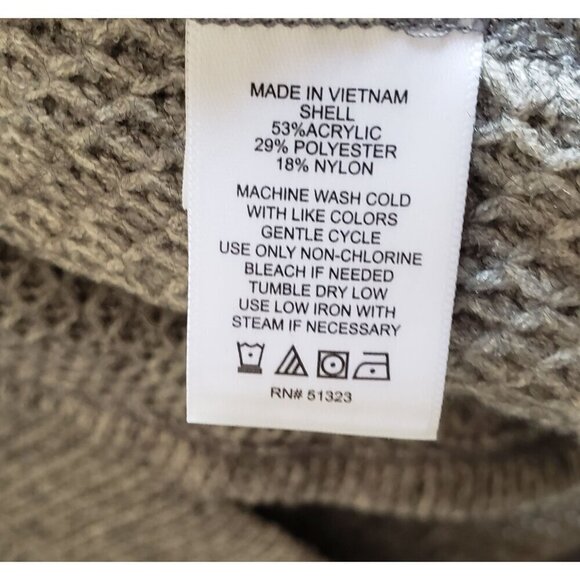 MADE IN VIETNAM
SHELL
53%ACRYLIC
29% POLYESTER
18% NYLON
MACHINE WASH COLD
WITH LIKE COLORS
GENTLE CYCLE
USE ONLY NON-CHLORINE
BLEACH IF NEEDED
TUMBLE DRY LOW
USE LOW IRON WITH
STEAM IF NECESSARY
RN# 51323